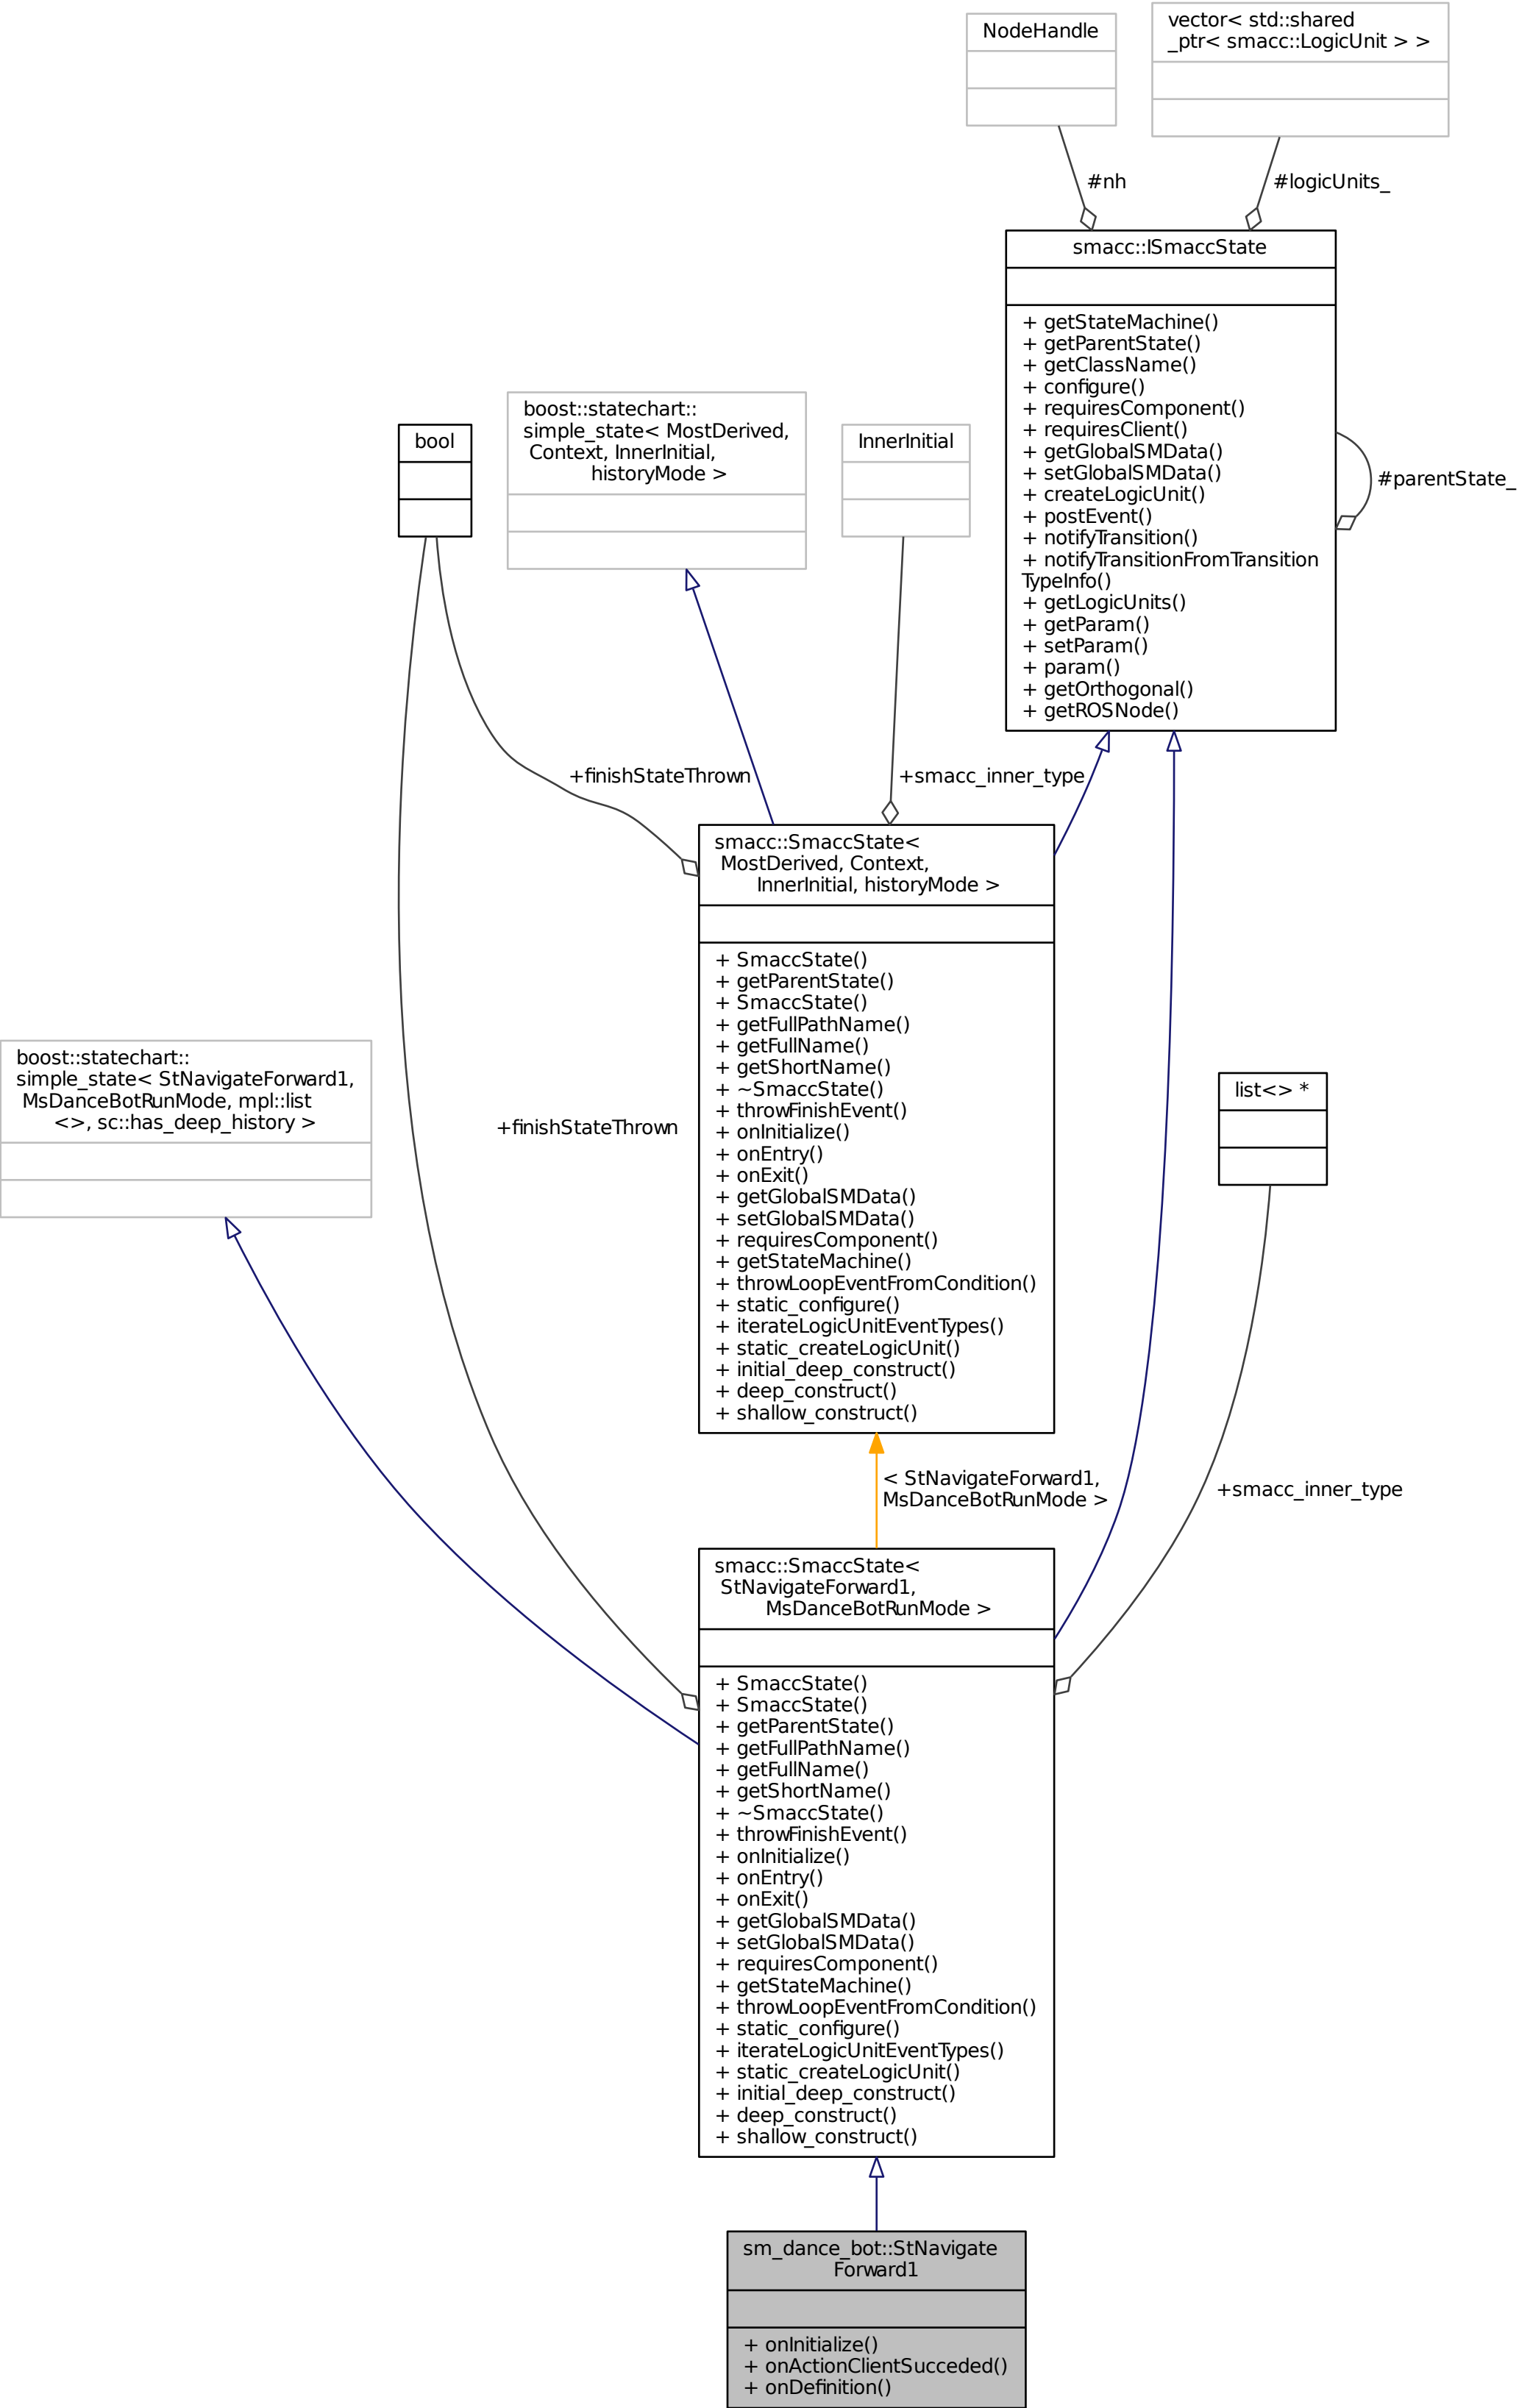 NodeHandle
vector< std::shared
_ptr< smacc::LogicUnit > >
#nh
#logicUnits_
smacc::ISmaccState
+ getStateMachine()
+ getParentState()
+ getClassName()
+ configure()
+ requiresComponent()
+ requiresClient()
+ getGlobalSMData()
+ setGlobalSMData()
+ createLogicUnit()
+ postEvent()
+ notifyTransition()
+ notifyTransitionFromTransition
TypeInfo()
+ getLogicUnits()
+ getParam()
+ setParam()
+ param()
+ getOrthogonal()
+ getROSNode()
#parentState_
bool
boost::statechart::
simple_state< MostDerived,
Context, InnerInitial,
historyMode >
InnerInitial
+finishStateThrown
+smacc_inner_type
smacc::SmaccState<
MostDerived, Context,
InnerInitial, historyMode >
+ SmaccState()
+ getParentState()
+ SmaccState()
+ getFullPathName()
+ getFullName()
+ getShortName()
+ ~SmaccState()
+ throwFinishEvent()
+ onInitialize()
+ onEntry()
+ onExit()
+ getGlobalSMData()
+ setGlobalSMData()
+ requiresComponent()
+ getStateMachine()
+ throwLoopEventFromCondition()
+ static_configure()
+ iterateLogicUnitEventTypes()
+ static_createLogicUnit()
+ initial_deep_construct()
+ deep_construct()
+ shallow_construct()
boost::statechart::
simple_state< StNavigateForward1,
MsDanceBotRunMode, mpl::list
<>, sc::has_deep_history >
+finishStateThrown
list<> *
< StNavigateForward1,
MsDanceBotRunMode >
+smacc_inner_type
smacc::SmaccState<
StNavigateForward1,
MsDanceBotRunMode >
+ SmaccState()
+ SmaccState()
+ getParentState()
+ getFullPathName()
+ getFullName()
+ getShortName()
+ ~SmaccState()
+ throwFinishEvent()
+ onInitialize()
+ onEntry()
+ onExit()
+ getGlobalSMData()
+ setGlobalSMData()
+ requiresComponent()
+ getStateMachine()
+ throwLoopEventFromCondition()
+ static_configure()
+ iterateLogicUnitEventTypes()
+ static_createLogicUnit()
+ initial_deep_construct()
+ deep_construct()
+ shallow_construct()
sm_dance_bot::StNavigate
Forward1
+ onInitialize()
+ onActionClientSucceded()
+ onDefinition()